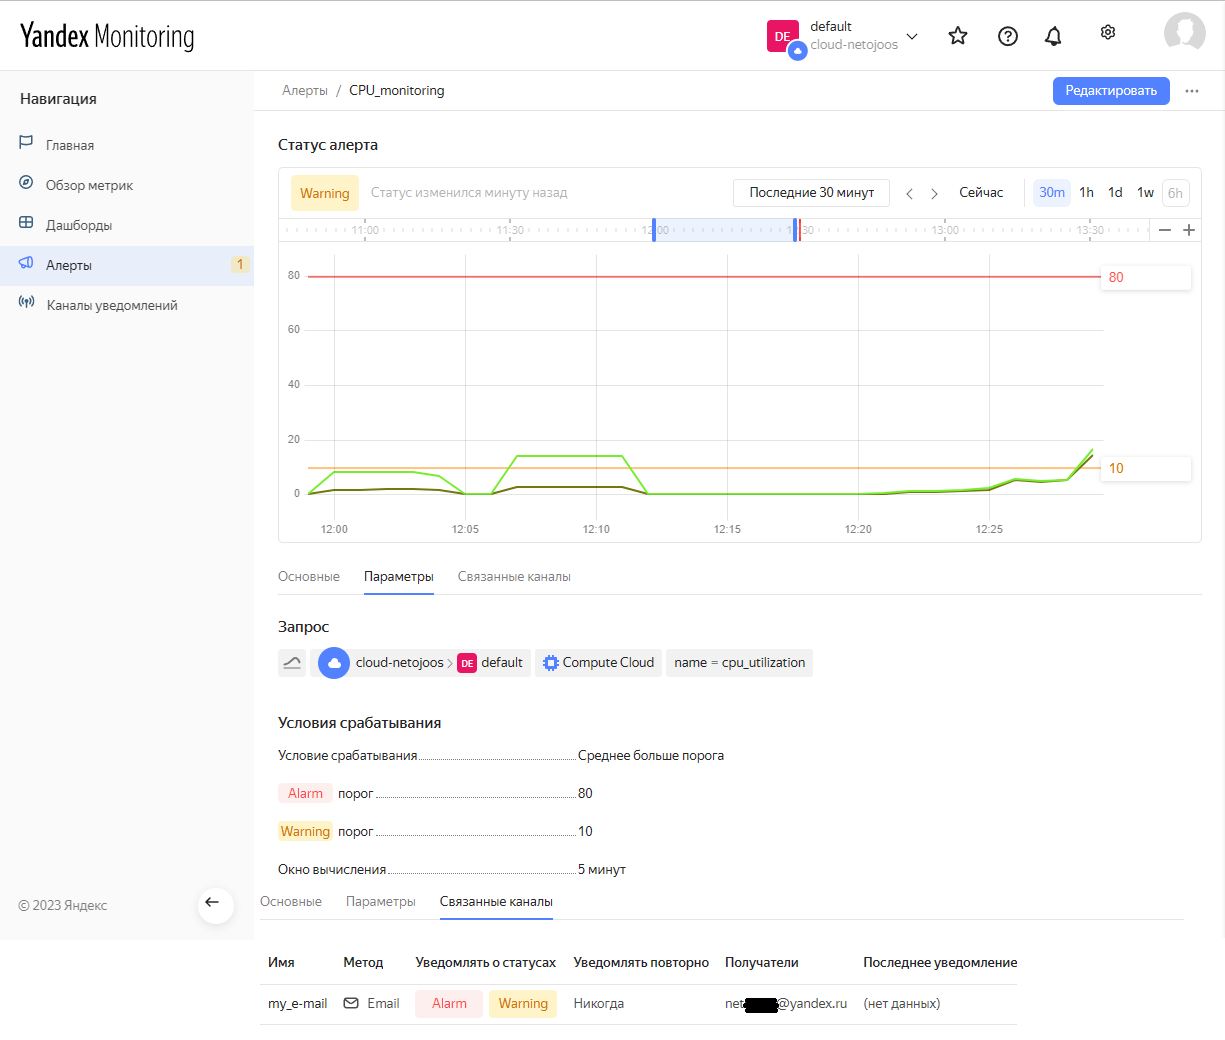 Yandex Monitoring
DE
default
cloud-netojoos
Навигация
Главная
Обзор метрик
Дашборды
Алерты 1
Каналы уведомлений
© 2023 Яндекс
Алерты / CPU_monitoring
Редактировать
Статус алерта
Warning Статус изменился минуту назад
Последние 30 минут Сейчас 30m 1h 1d 1w 6h
11:00 11:30 12:00 12:30 13:00 13:30
80
60
40
20
0
80
10
12:00 12:05 12:10 12:15 12:20 12:25
Основные Параметры Связанные каналы
Запрос
cloud-netojoos > DE default Compute Cloud name = cpu_utilization
Условия срабатывания
Условие срабатывания Среднее больше порога
Alarm порог 80
Warning порог 10
Окно вычисления 5 минут
Основные Параметры Связанные каналы
Имя Метод Уведомлять о статусах Уведомлять повторно Получатели Последнее уведомление
my_e-mail Email Alarm Warning Никогда net @yandex.ru (нет данных)